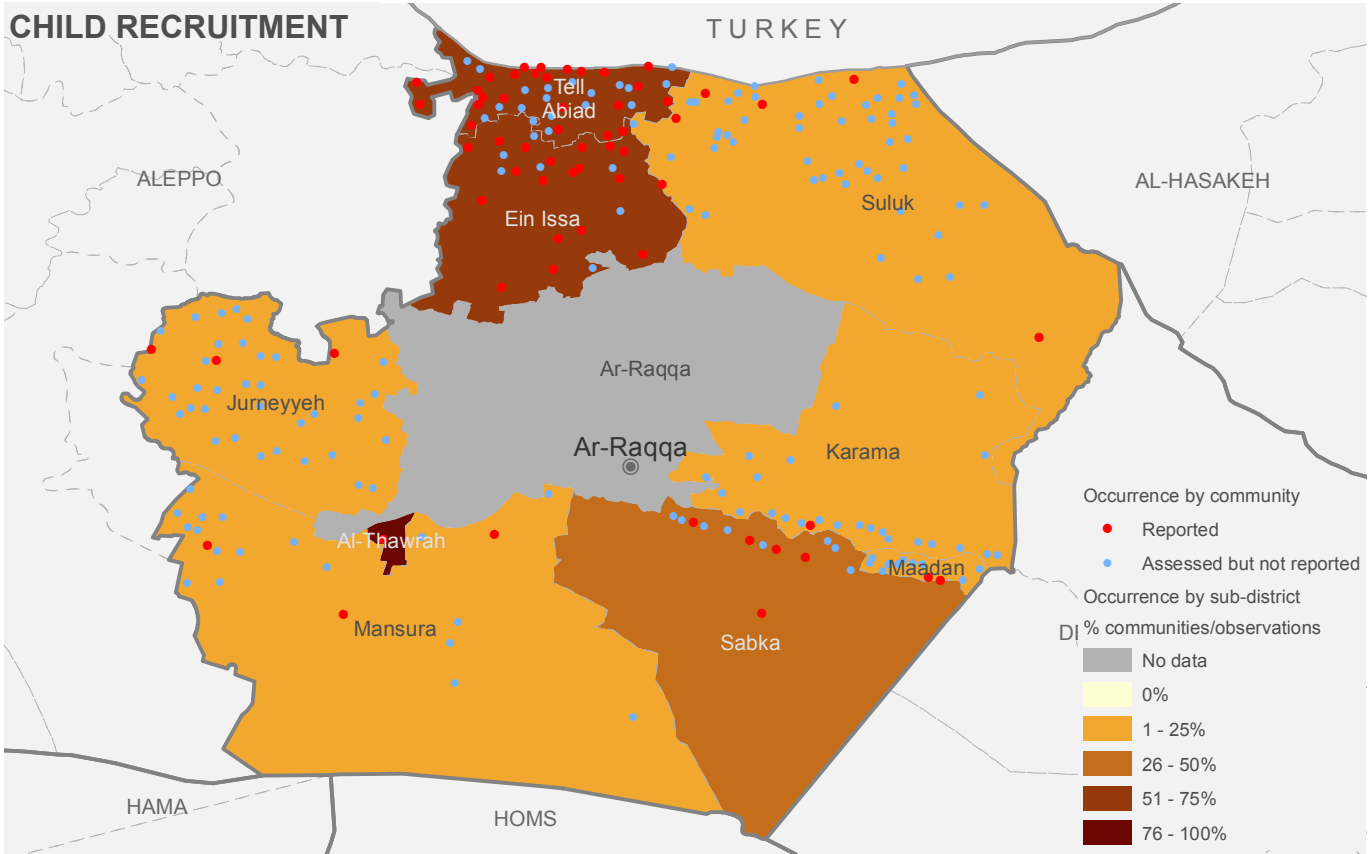 CHILD RECRUITMENT
TURKEY
Tell
Abiad
ALEPPO
AL-HASAKEH
Suluk
Ein Issa
Ar-Raqqa
Jurneyyeh
Ar-Raqqa
Karama
Occurrence by community
Reported
Al-Thawrah
Assessed but not reported
Maadan
Occurrence by sub-district
% communities/observations
Mansura
DE
Sabka
No data
0%
1 - 25%
26 - 50%
51 - 75%
HAMA
HOMS
76 - 100%